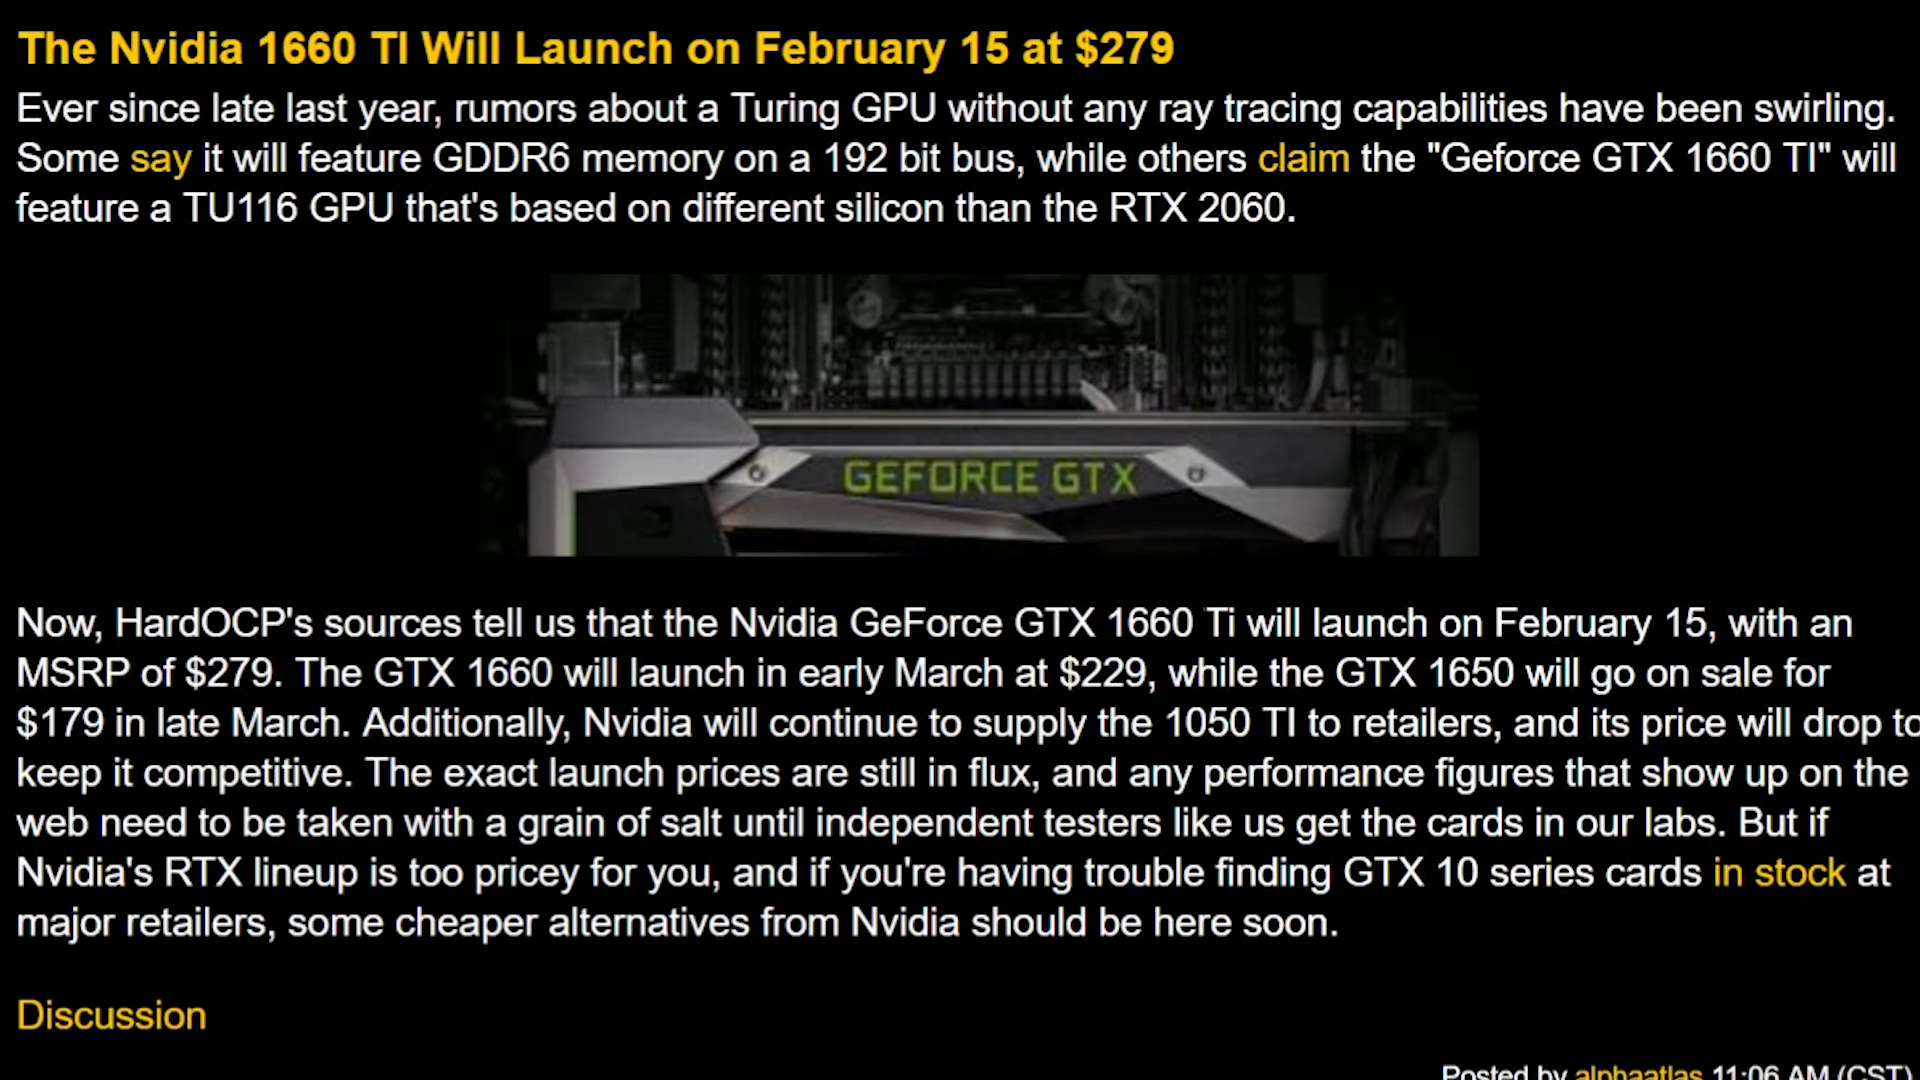 The Nvidia 1660 TI Will Launch on February 15 at $279
Ever since late last year, rumors about a Turing GPU without any ray tracing capabilities have been swirling.
Some say it will feature GDDR6 memory on a 192 bit bus, while others claim the "Geforce GTX 1660 TI" will
feature a TU116 GPU that's based on different silicon than the RTX 2060.
GEFORCE GTX
Now, HardOCP's sources tell us that the Nvidia GeForce GTX 1660 Ti will launch on February 15, with an
MSRP of $279. The GTX 1660 will launch in early March at $229, while the GTX 1650 will go on sale for
$179 in late March. Additionally, Nvidia will continue to supply the 1050 TI to retailers, and its price will drop to
keep it competitive. The exact launch prices are still in flux, and any performance figures that show up on the
web need to be taken with a grain of salt until independent testers like us get the cards in our labs. But if
Nvidia's RTX lineup is too pricey for you, and if you're having trouble finding GTX 10 series cards in stock at
major retailers, some cheaper alternatives from Nvidia should be here soon.
Discussion
Posted by alphaatlas 11:06 AM (CST)